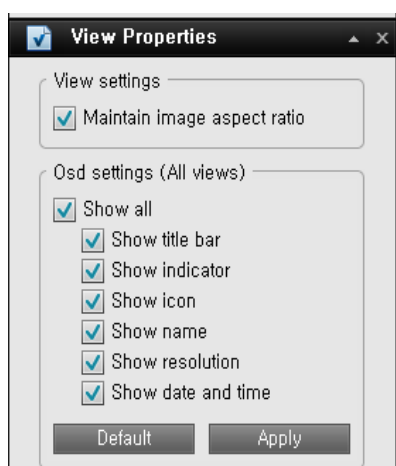 View Properties
View settings
Maintain image aspect ratio
Osd settings (All views)
Show all
Show title bar
Show indicator
Show icon
Show name
Show resolution
Show date and time
Default Apply